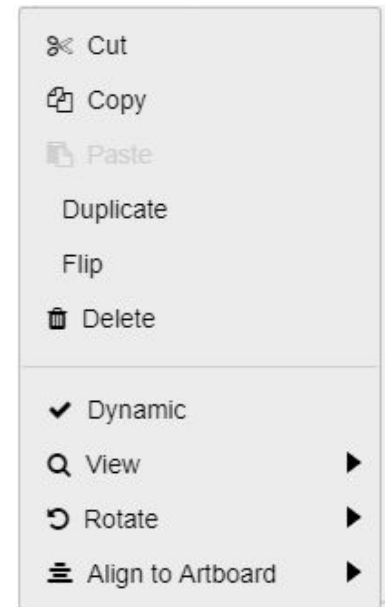 Cut
Copy
Paste
Duplicate
Flip
Delete
Dynamic
View
Rotate
Align to Artboard